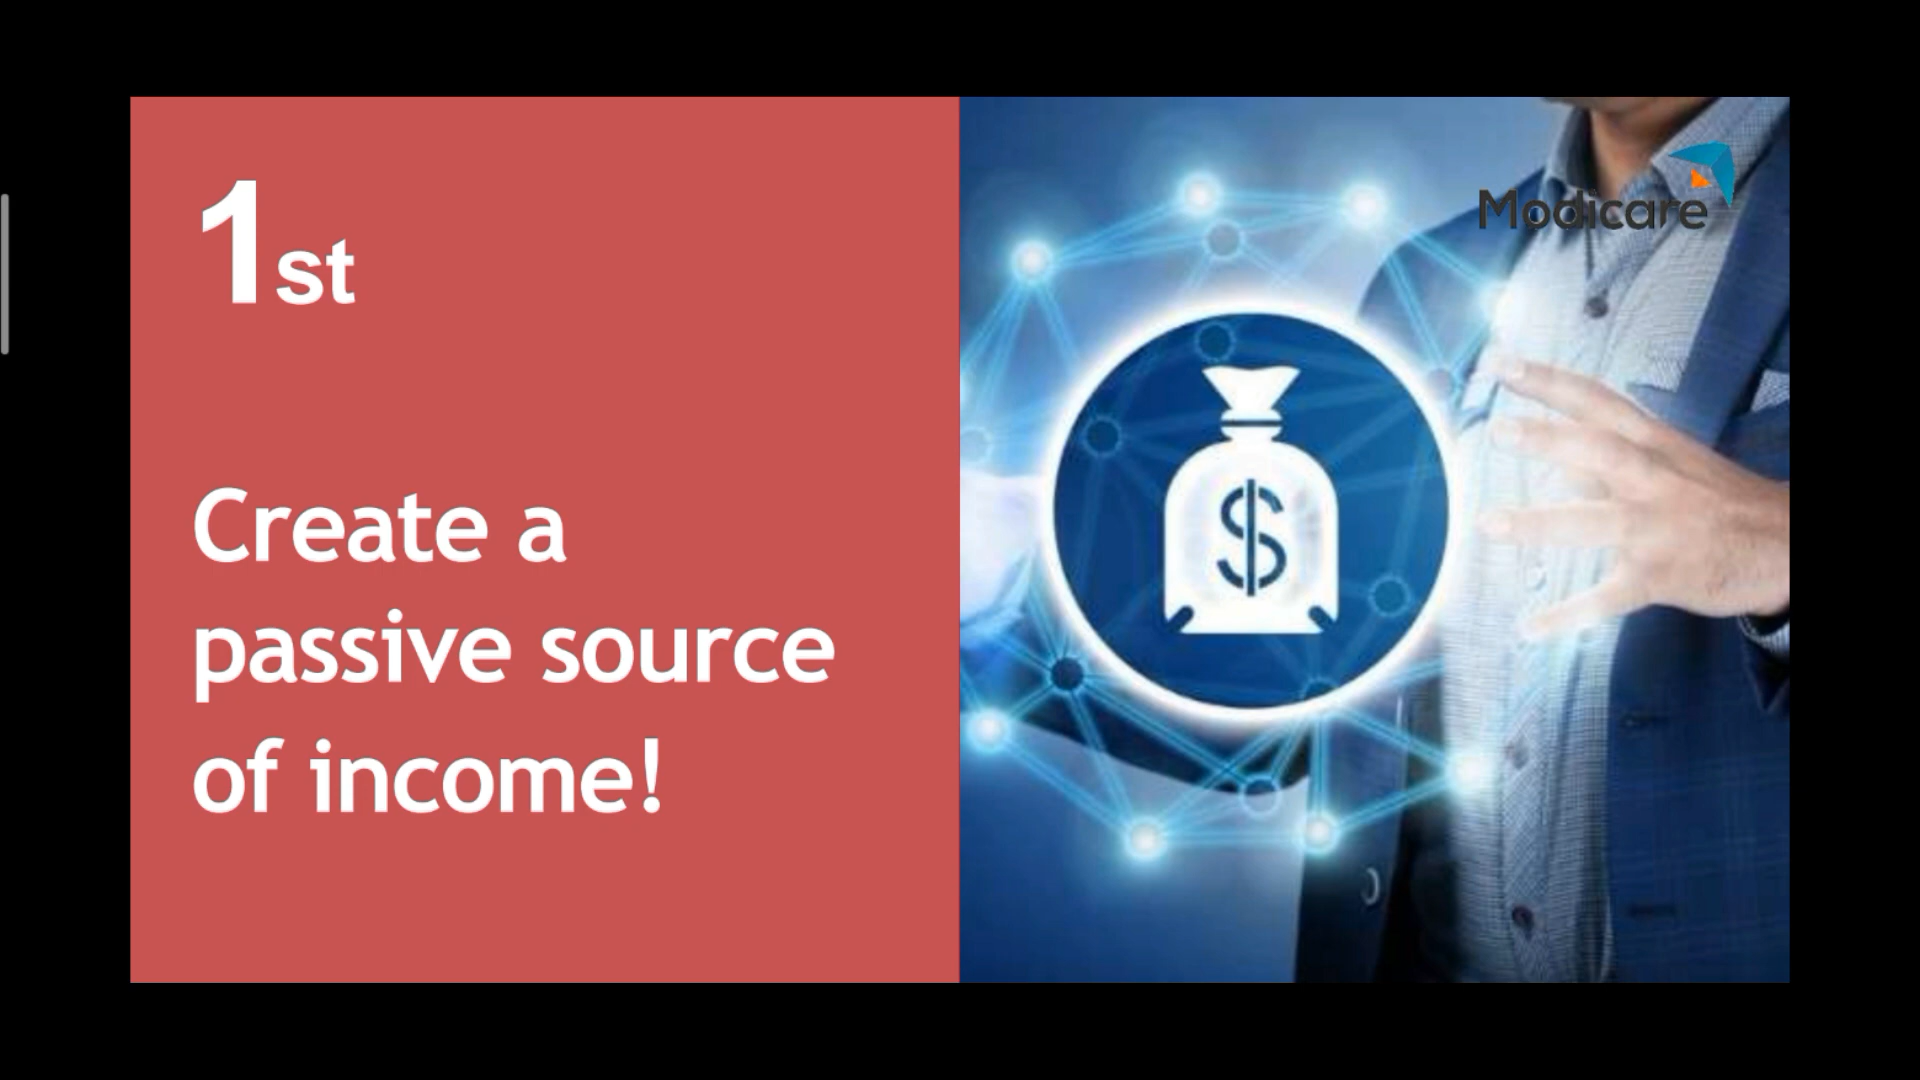 1st
Create a
passive source
of income!
Modicare
$